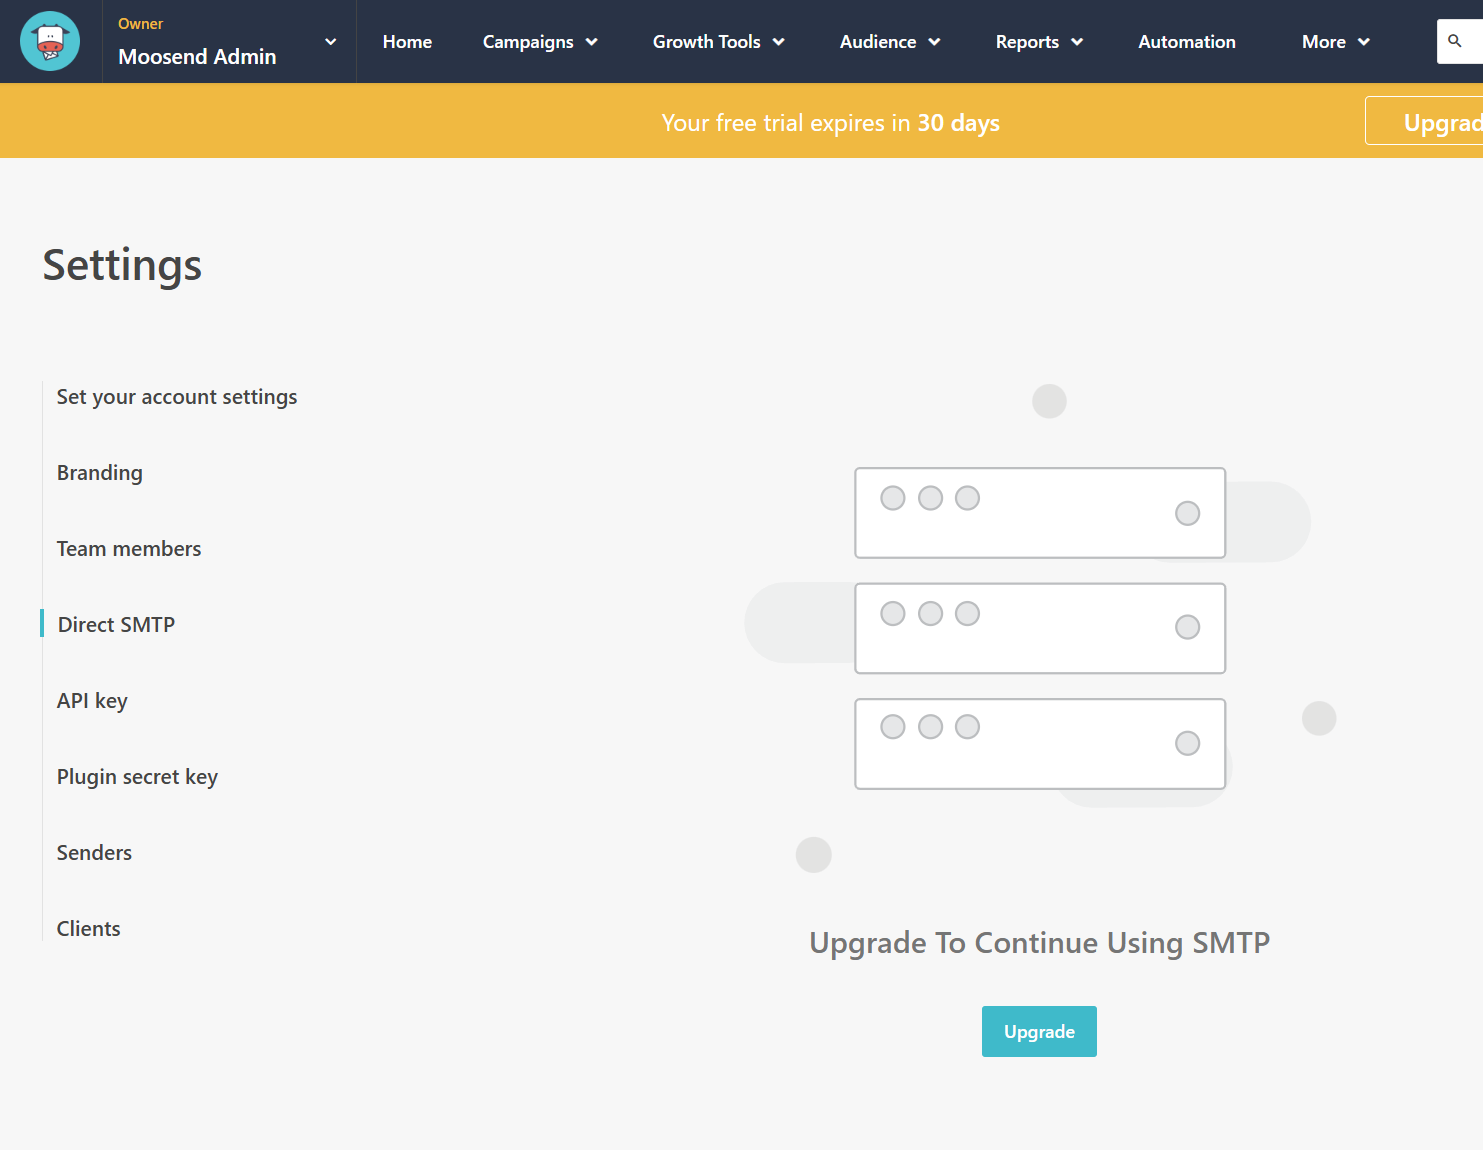 Owner
Moosend Admin
Home
Campaigns
Growth Tools
Audience
Reports
Automation
More
Your free trial expires in 30 days
Upgrad
Settings
Set your account settings
Branding
Team members
Direct SMTP
API key
Plugin secret key
Senders
Clients
Upgrade To Continue Using SMTP
Upgrade